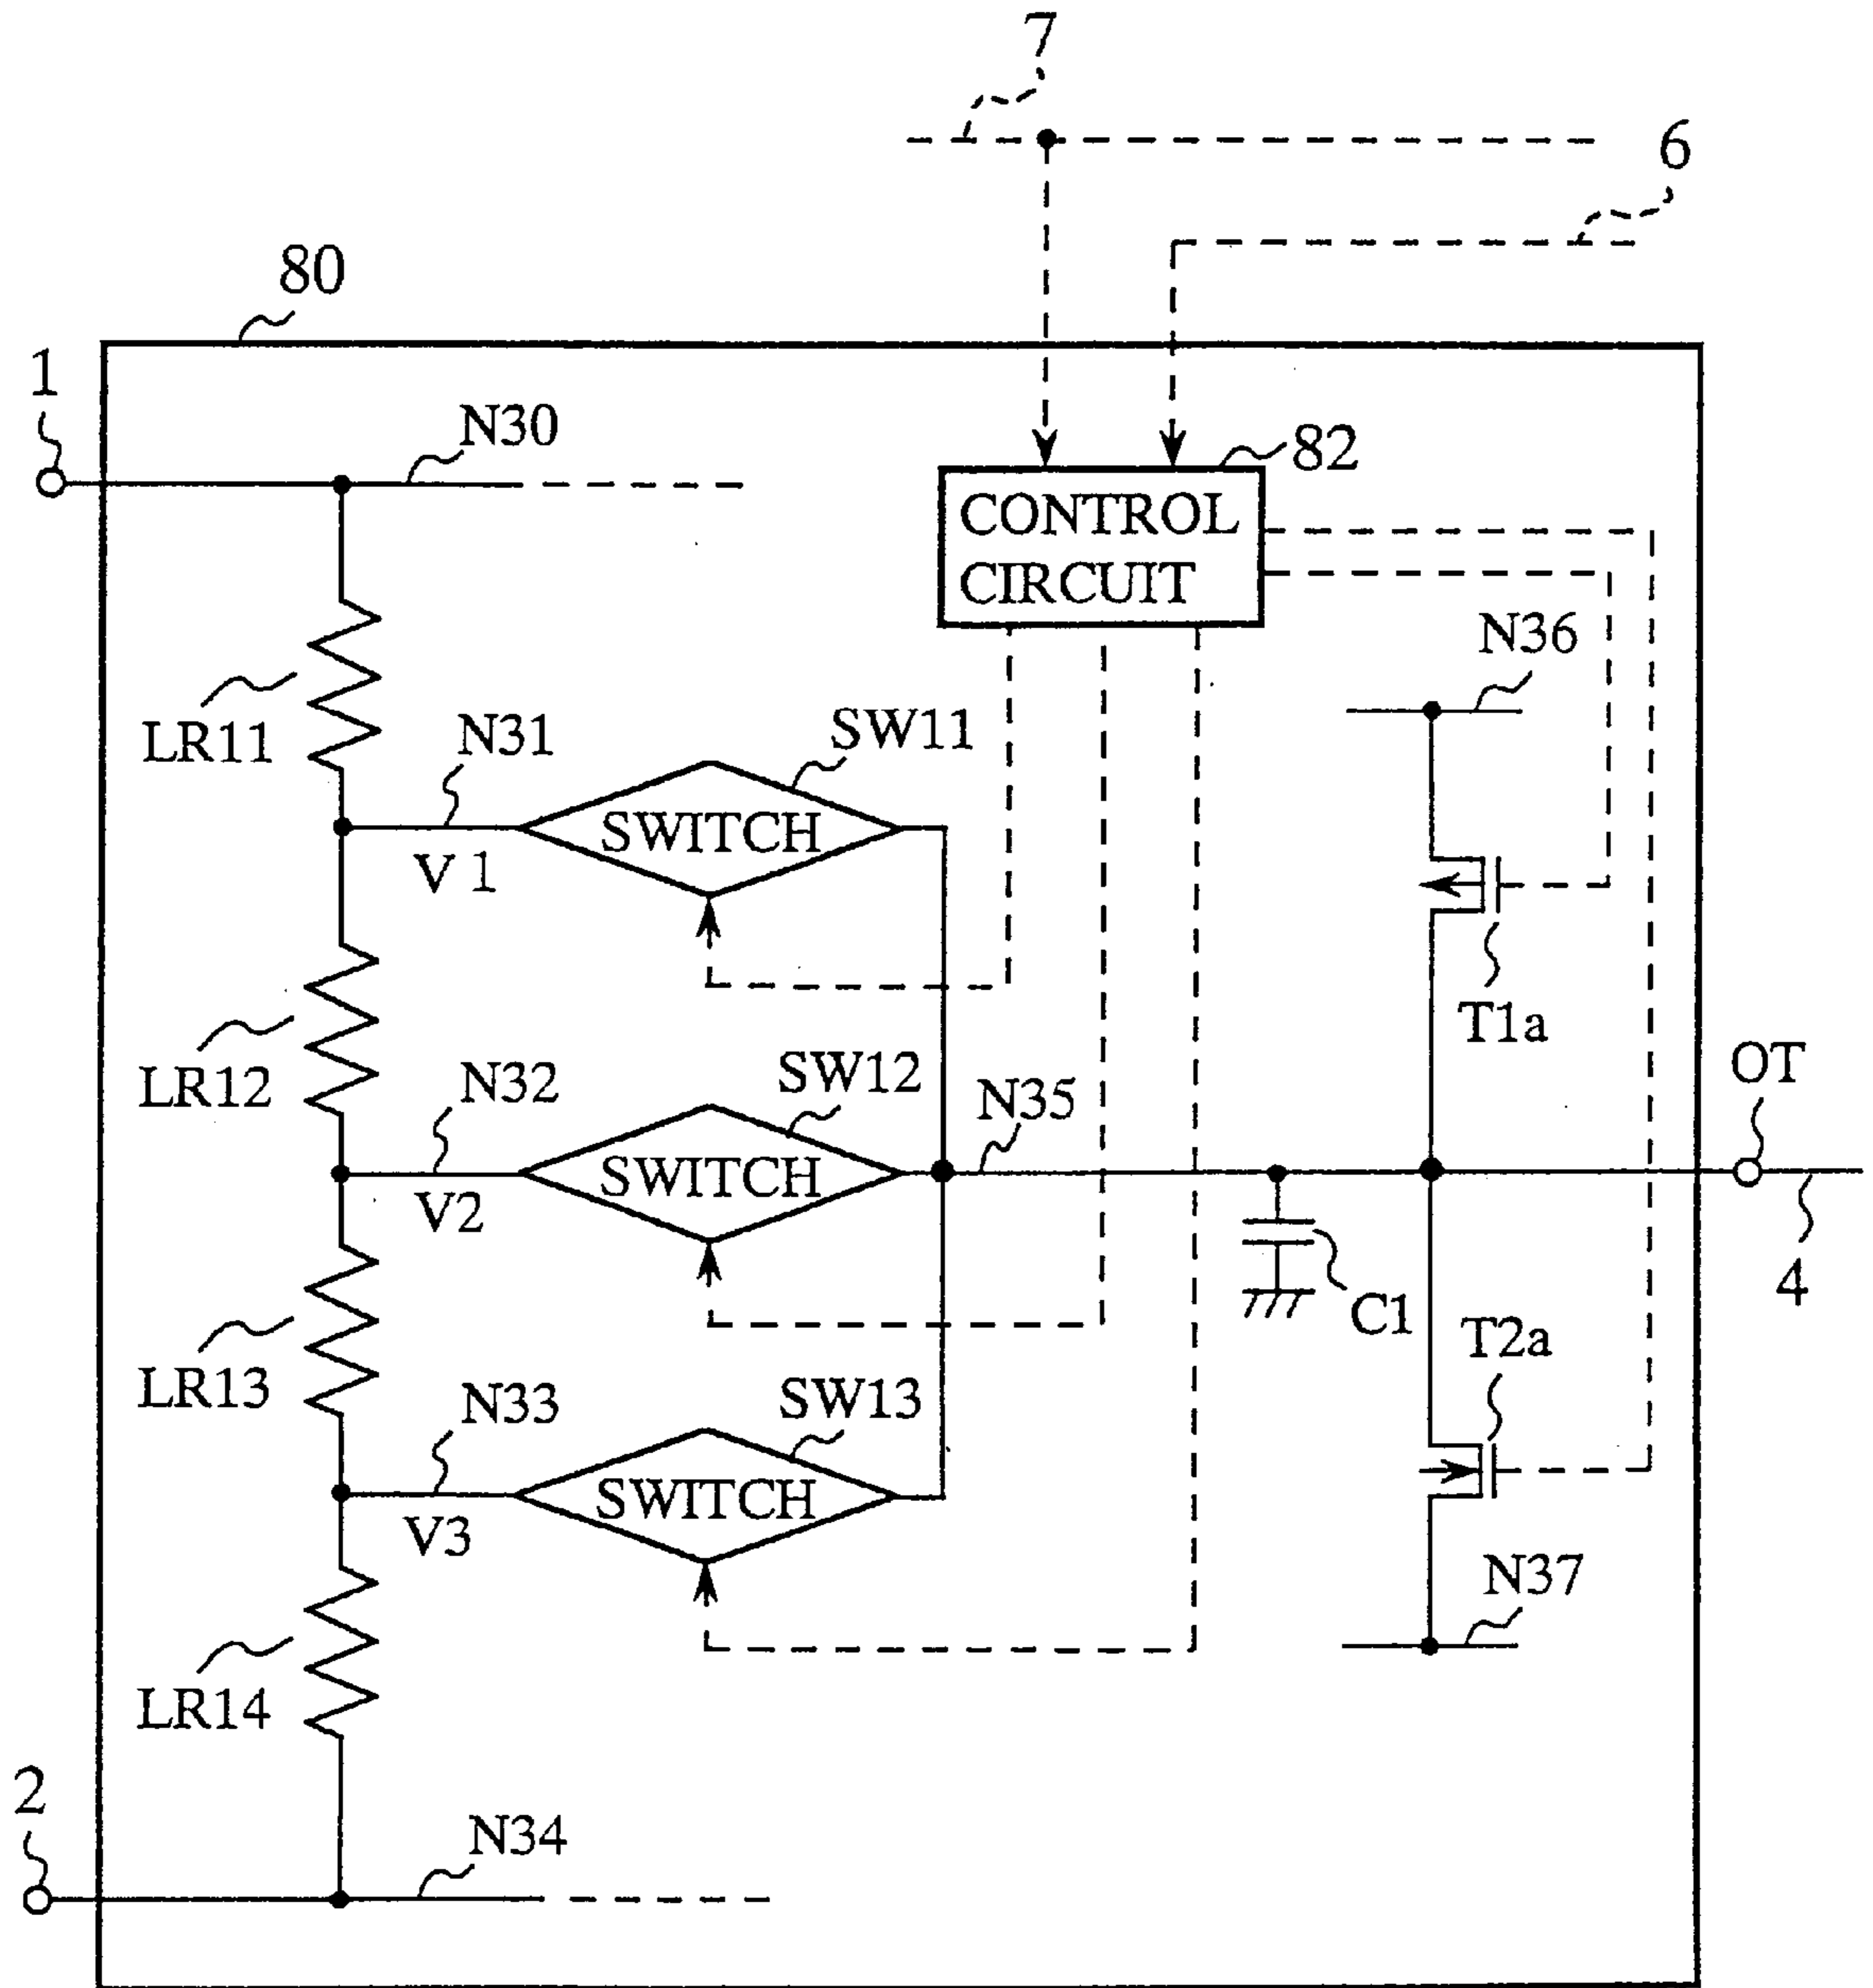 7
6
80
1
N30
82
CONTROL
CIRCUIT
N36
LR11
N31
SW11
SWITCH
V 1
T1a
LR12
N32
SW12
N35
OT
SWITCH
V2
4
C1
T2a
LR13
N33
SW13
SWITCH
V3
N37
LR14
2
N34